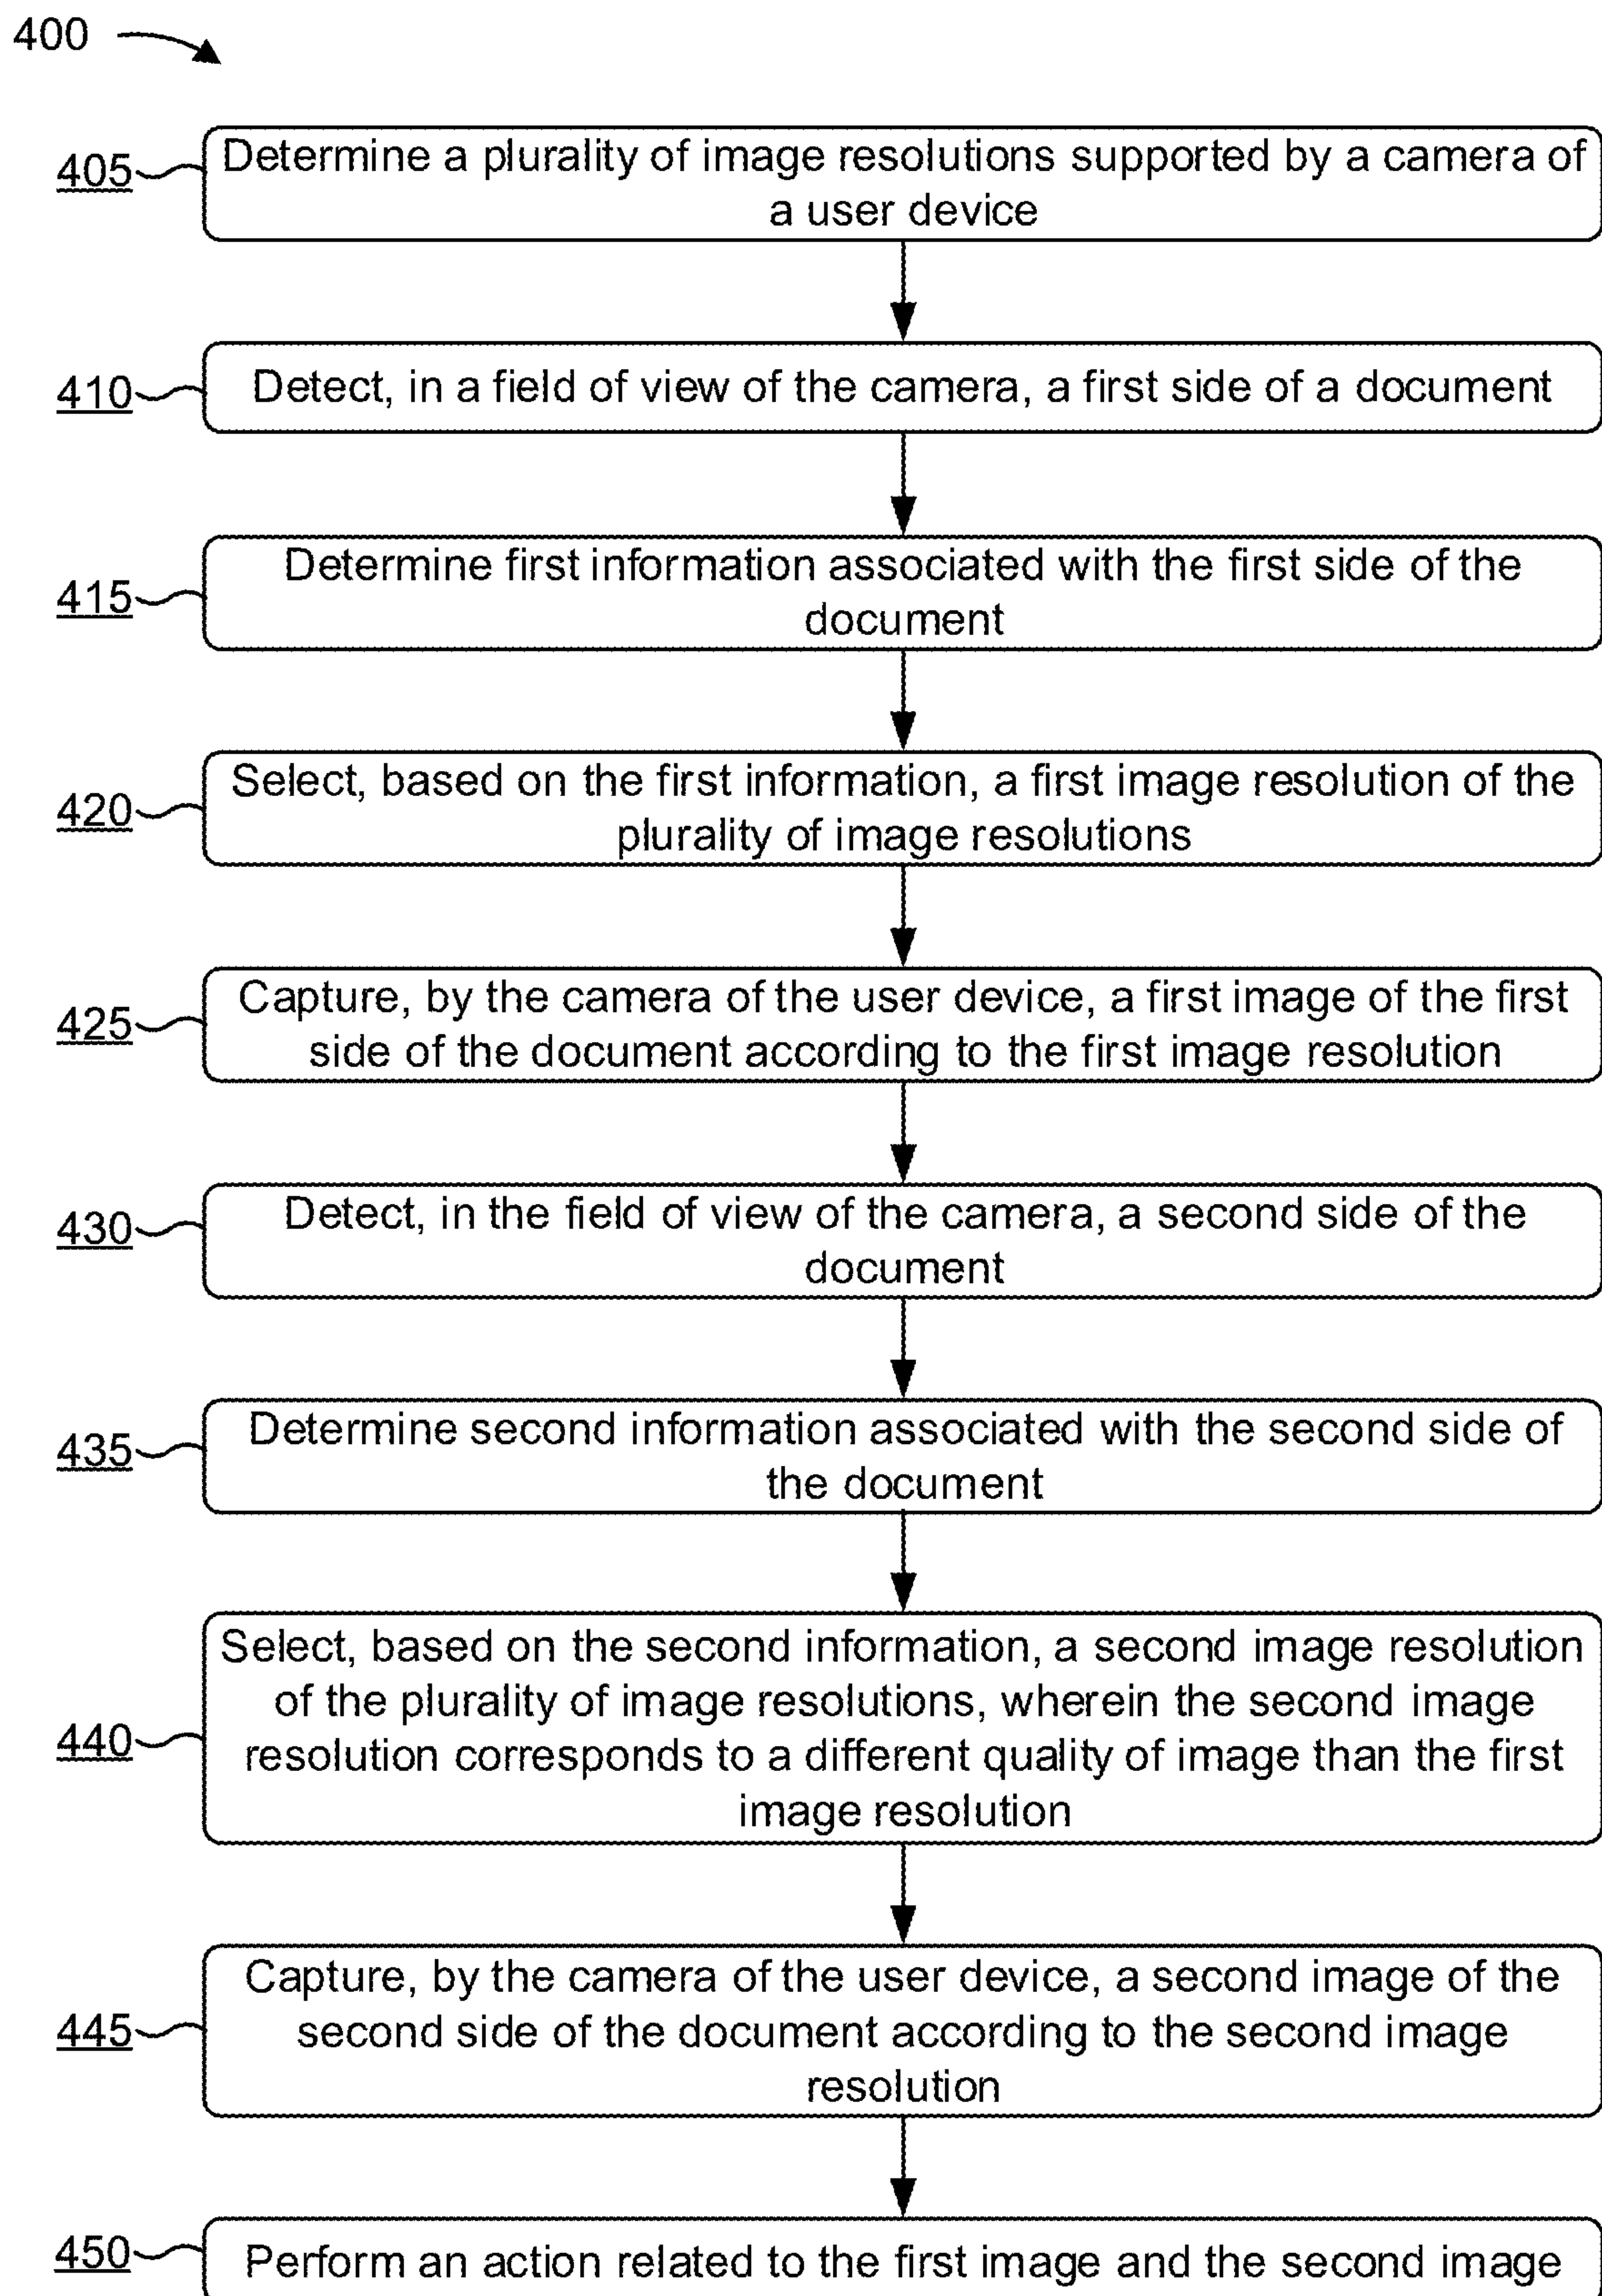 400
405
Determine a plurality of image resolutions supported by a camera of
a user device
410
Detect, in a field of view of the camera, a first side of a document
415
Determine first information associated with the first side of the
document
420
Select, based on the first information, a first image resolution of the
plurality of image resolutions
425
Capture, by the camera of the user device, a first image of the first
side of the document according to the first image resolution
430
Detect, in the field of view of the camera, a second side of the
document
435
Determine second information associated with the second side of
the document
440
Select, based on the second information, a second image resolution
of the plurality of image resolutions, wherein the second image
resolution corresponds to a different quality of image than the first
image resolution
445
Capture, by the camera of the user device, a second image of the
second side of the document according to the second image
resolution
450
Perform an action related to the first image and the second image